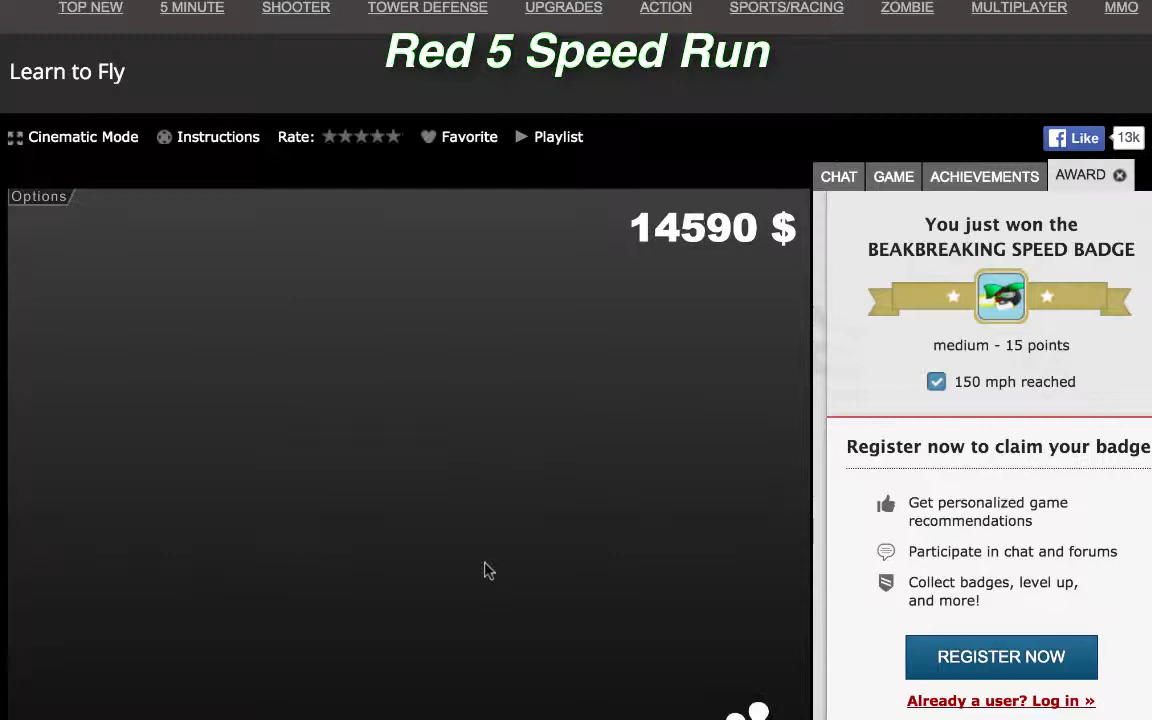 TOP NEW 5 MINUTE SHOOTER TOWER DEFENSE UPGRADES ACTION SPORTS/RACING ZOMBIE MULTIPLAYER MMO
Red 5 Speed Run
Learn to Fly
Cinematic Mode Instructions Rate: Favorite Playlist
Like 13k
CHAT GAME ACHIEVEMENTS AWARD
Options
14590 $
You just won the
BEAKBREAKING SPEED BADGE
medium - 15 points
150 mph reached
Register now to claim your badge
Get personalized game
recommendations
Participate in chat and forums
Collect badges, level up,
and more!
REGISTER NOW
Already a user? Log in »